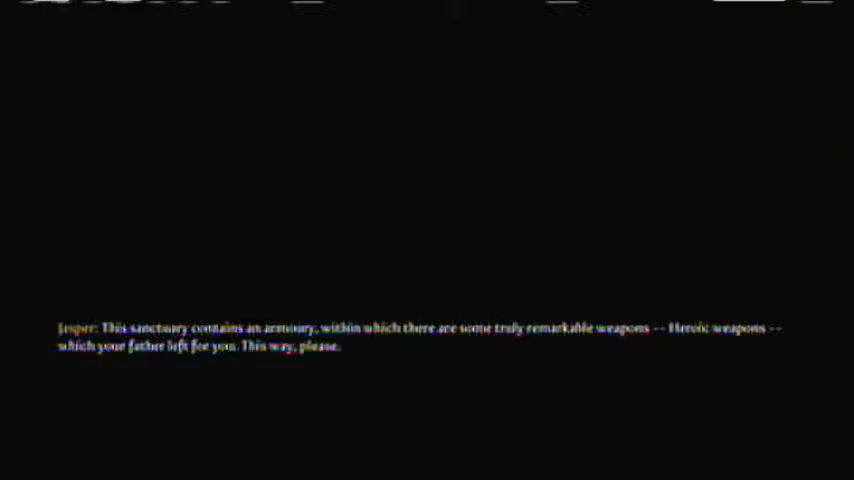 Jasper: This sanctuary contains an armoury, within which there are some truly remarkable weapons -- Heroic weapons --
which your father left for you. This way, please.